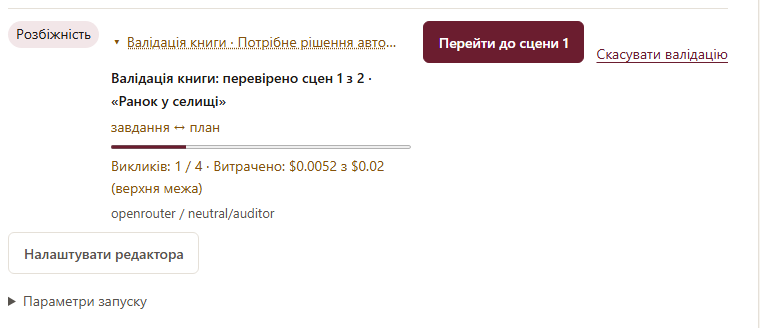 Розбіжність
▾ Валідація книги · Потрібне рішення авто...
Перейти до сцени 1
Скасувати валідацію
Валідація книги: перевірено сцен 1 з 2 ·
«Ранок у селищі»
завдання ↔ план
Викликів: 1 / 4 · Витрачено: $0.0052 з $0.02
(верхня межа)
openrouter / neutral/auditor
Налаштувати редактора
▶ Параметри запуску